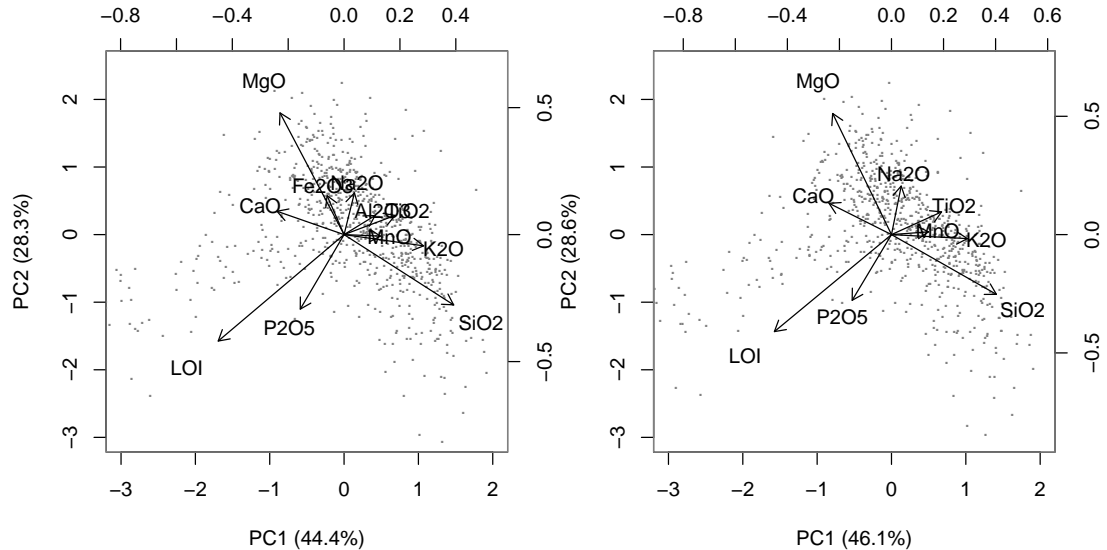 −0.8 −0.4 0.0 0.2 0.4
−3 −2 −1 0 1 2
−3 −2 −1 0 1 2
−0.5 0.0 0.5
PC1 (44.4%)
PC2 (28.3%)
MgO
Fe2O3
Na2O
CaO
Al2O3
TiO2
MnO
K2O
P2O5
SiO2
LOI
−0.8 −0.4 0.0 0.2 0.4 0.6
−3 −2 −1 0 1 2
−3 −2 −1 0 1 2
−0.5 0.0 0.5
PC1 (46.1%)
PC2 (28.6%)
MgO
Na2O
CaO
TiO2
MnO
K2O
P2O5
SiO2
LOI